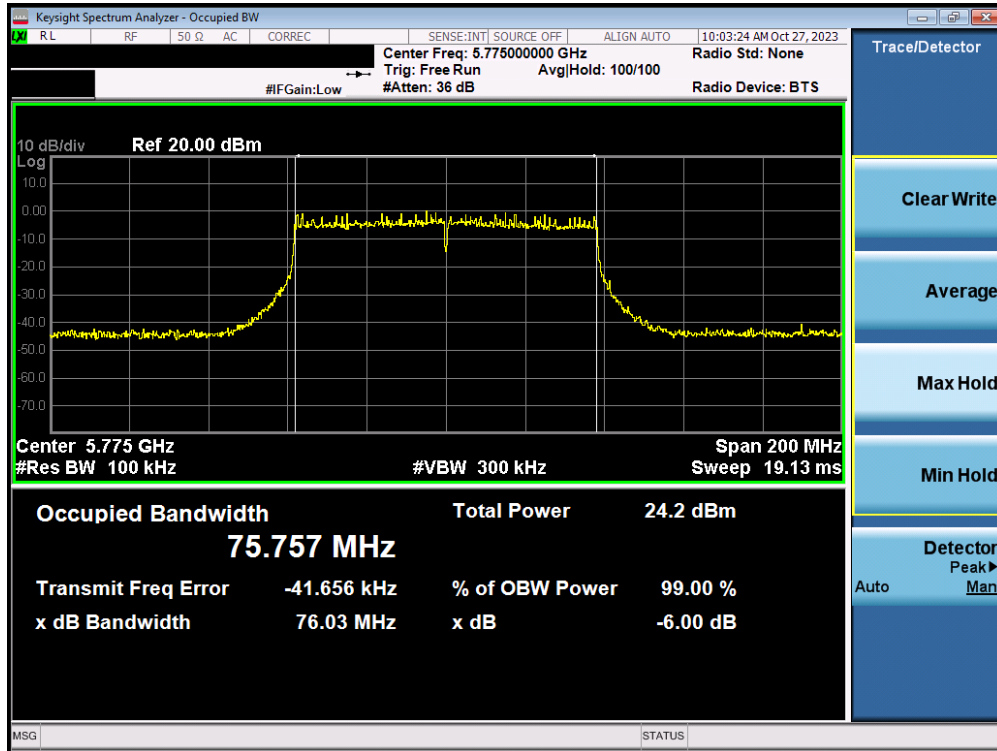 Keysight Spectrum Analyzer - Occupied BW
LXI RL RF 50 Ω AC CORREC SENSE:INT SOURCE OFF ALIGN AUTO 10:03:24 AM Oct 27, 2023
Center Freq: 5.775000000 GHz Radio Std: None
Trig: Free Run Avg|Hold: 100/100
#IFGain:Low #Atten: 36 dB Radio Device: BTS
10 dB/div Ref 20.00 dBm
Log
10.0
0.00
-10.0
-20.0
-30.0
-40.0
-50.0
-60.0
-70.0
Center 5.775 GHz Span 200 MHz
#Res BW 100 kHz #VBW 300 kHz Sweep 19.13 ms
Occupied Bandwidth Total Power 24.2 dBm
75.757 MHz
Transmit Freq Error -41.656 kHz % of OBW Power 99.00 %
x dB Bandwidth 76.03 MHz x dB -6.00 dB
MSG STATUS
Trace/Detector
Clear Write
Average
Max Hold
Min Hold
Detector
Peak▶
Auto Man